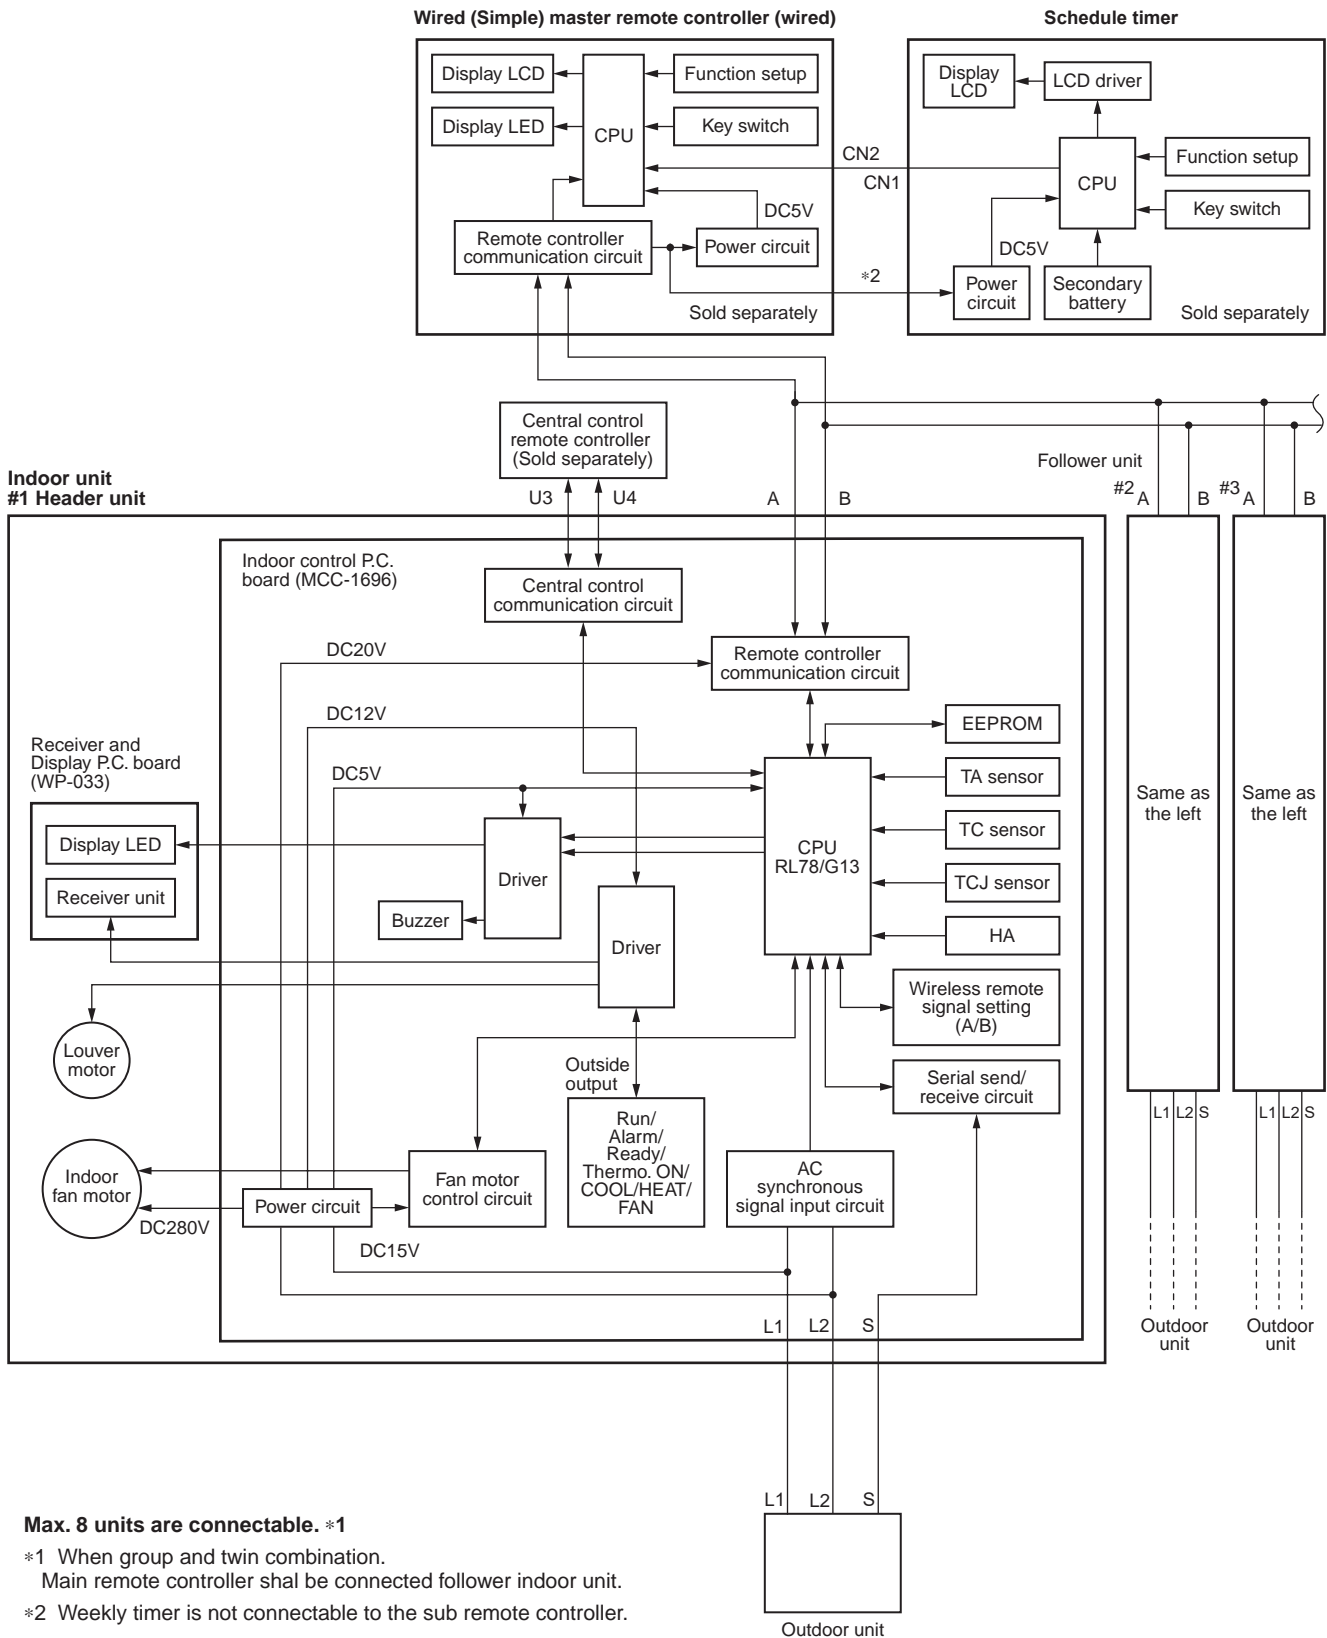 Wired (Simple) master remote controller (wired)
Schedule timer
Display LCD
CPU
Function setup
Display LED
Key switch
DC5V
Remote controller
communication circuit
Power circuit
Sold separately
CN2
CN1
*2
Display
LCD
LCD driver
CPU
Function setup
Key switch
DC5V
Power
circuit
Secondary
battery
Sold separately
Central control
remote controller
(Sold separately)
U3
U4
A
B
Follower unit
#2
A
B
#3
A
B
Indoor unit
#1 Header unit
Indoor control P.C.
board (MCC-1696)
Central control
communication circuit
DC20V
Remote controller
communication circuit
DC12V
EEPROM
Receiver and
Display P.C. board
(WP-033)
DC5V
TA sensor
Same as
the left
Same as
the left
Display LED
Driver
CPU
RL78/G13
TC sensor
Receiver unit
TCJ sensor
Buzzer
Driver
HA
Wireless remote
signal setting
(A/B)
Louver
motor
Outside
output
Serial send/
receive circuit
Run/
Alarm/
Ready/
Thermo. ON/
COOL/HEAT/
FAN
L1
L2
S
L1
L2
S
Indoor
fan motor
Fan motor
control circuit
AC
synchronous
signal input circuit
Power circuit
DC280V
DC15V
L1
L2
S
Outdoor
unit
Outdoor
unit
L1
L2
S
Outdoor unit
Max. 8 units are connectable. *1
*1 When group and twin combination.
Main remote controller shal be connected follower indoor unit.
*2 Weekly timer is not connectable to the sub remote controller.